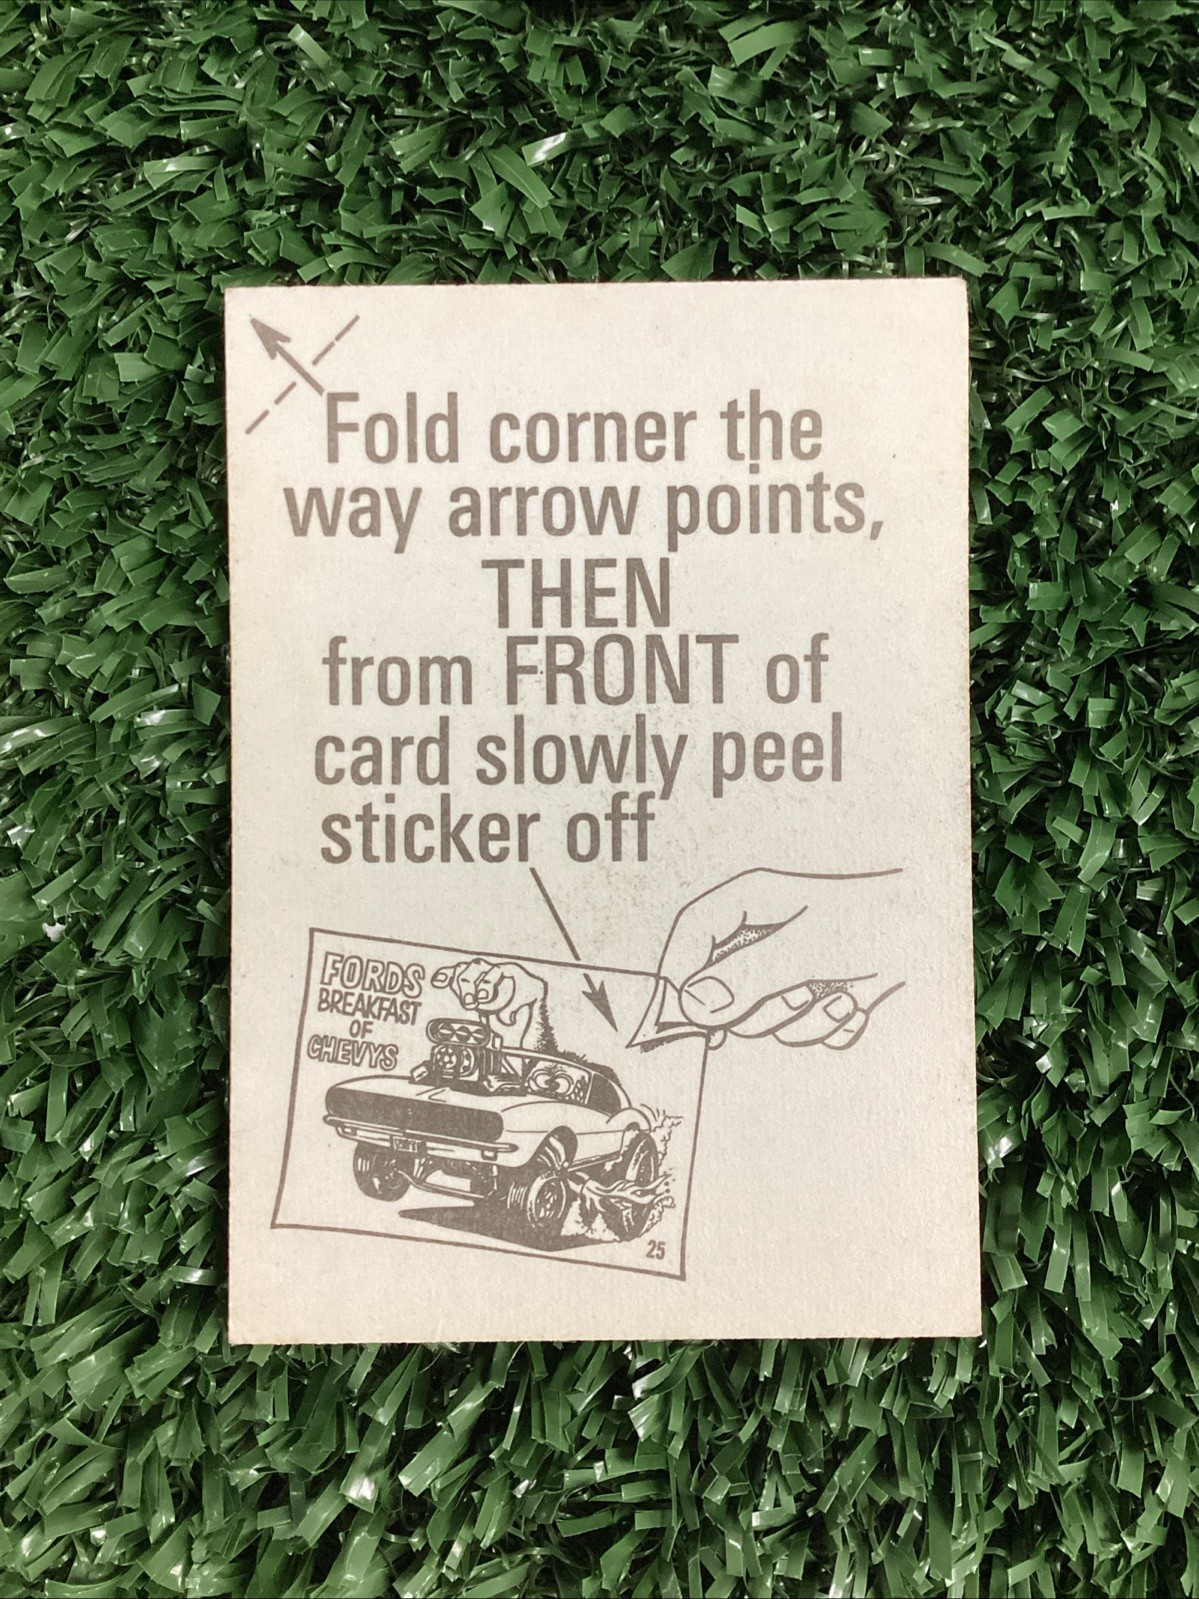 Fold corner the
way arrow points,
THEN
from FRONT of
card slowly peel
sticker off
FORDS
BREAKFAST
OF
CHEVYS
25